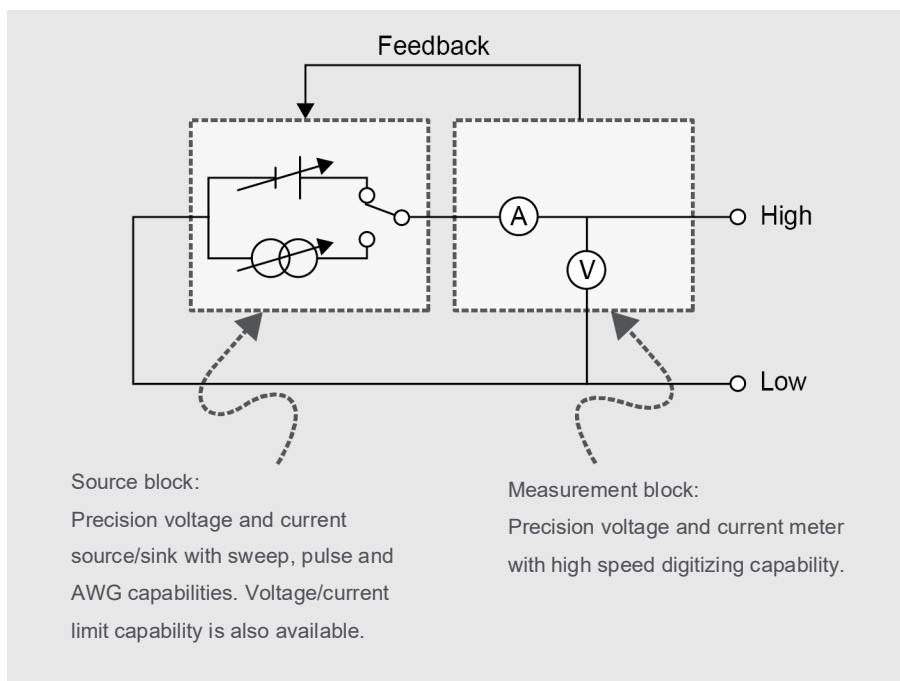 Feedback
A
High
V
Low
Source block:
Precision voltage and current
source/sink with sweep, pulse and
AWG capabilities. Voltage/current
limit capability is also available.
Measurement block:
Precision voltage and current meter
with high speed digitizing capability.